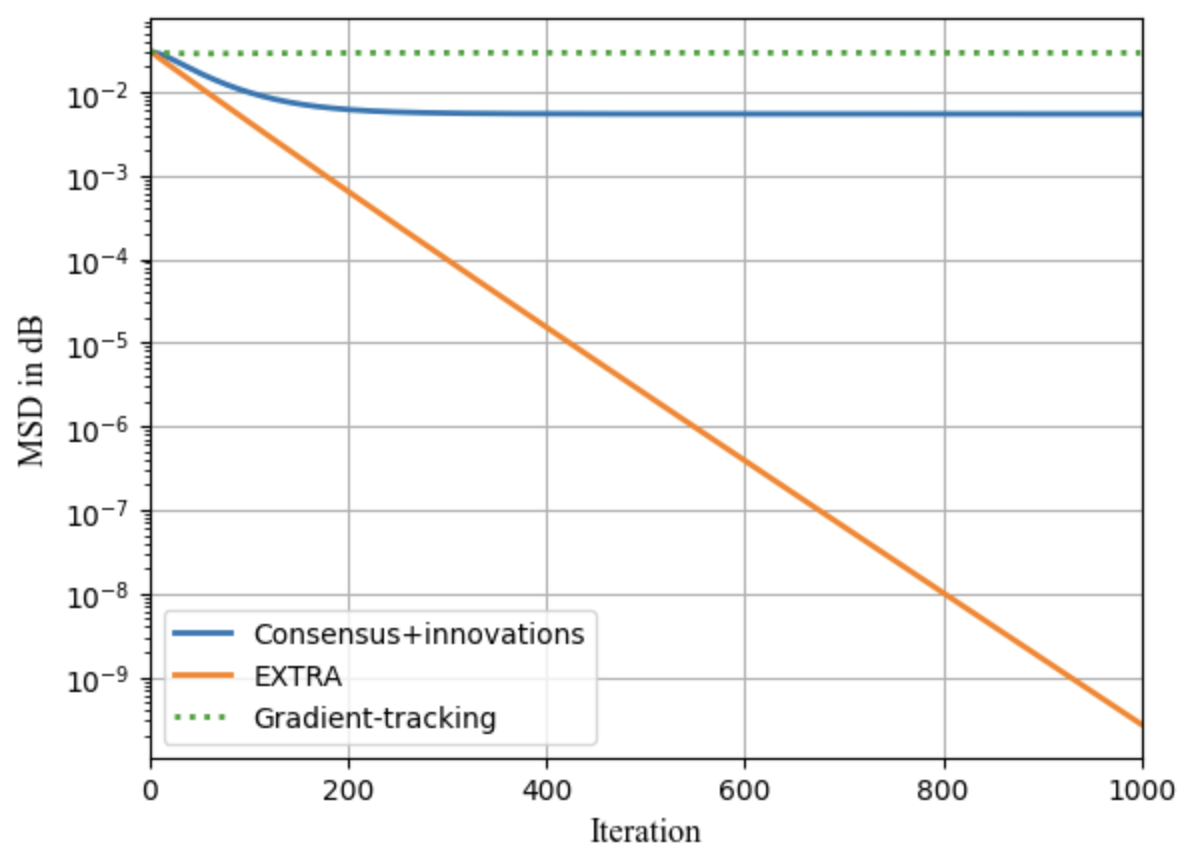 10⁻²
10⁻³
10⁻⁴
10⁻⁵
10⁻⁶
10⁻⁷
10⁻⁸
10⁻⁹
MSD in dB
Consensus+innovations
EXTRA
Gradient-tracking
0 200 400 600 800 1000
Iteration